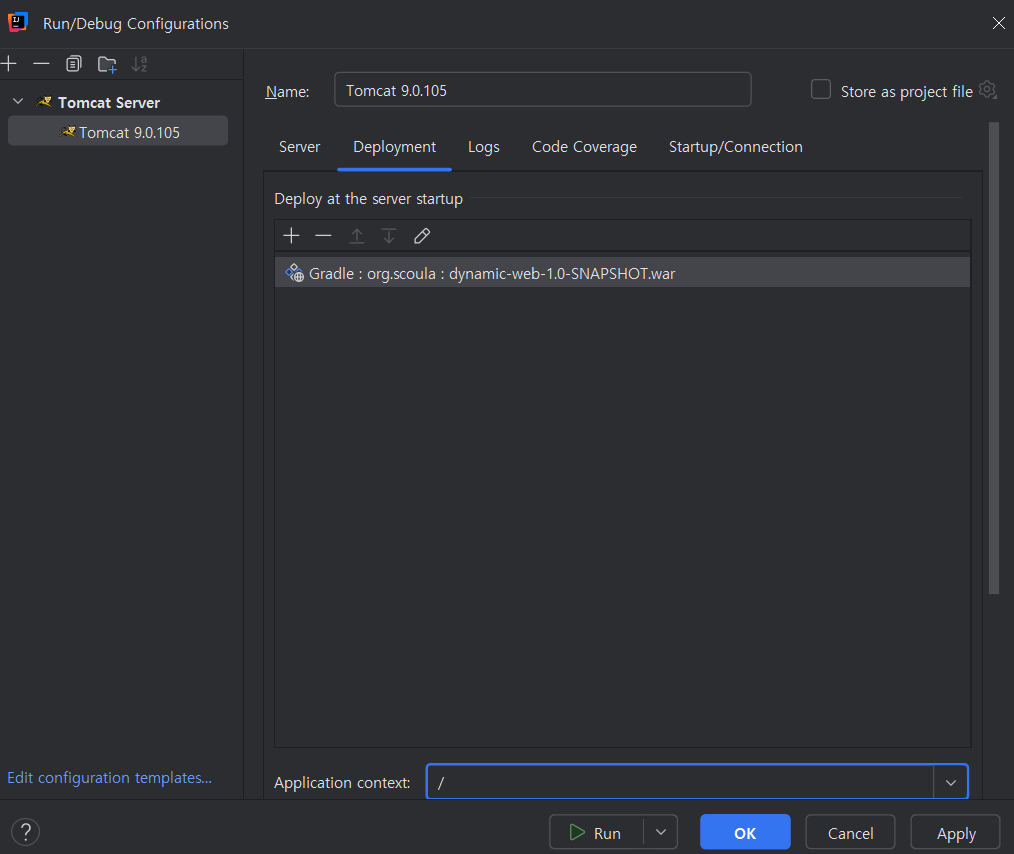 Run/Debug Configurations
Name: Tomcat 9.0.105 Store as project file
Tomcat Server
Tomcat 9.0.105
Server Deployment Logs Code Coverage Startup/Connection
Deploy at the server startup
Gradle : org.scoula : dynamic-web-1.0-SNAPSHOT.war
Edit configuration templates...
Application context: /
? Run OK Cancel Apply